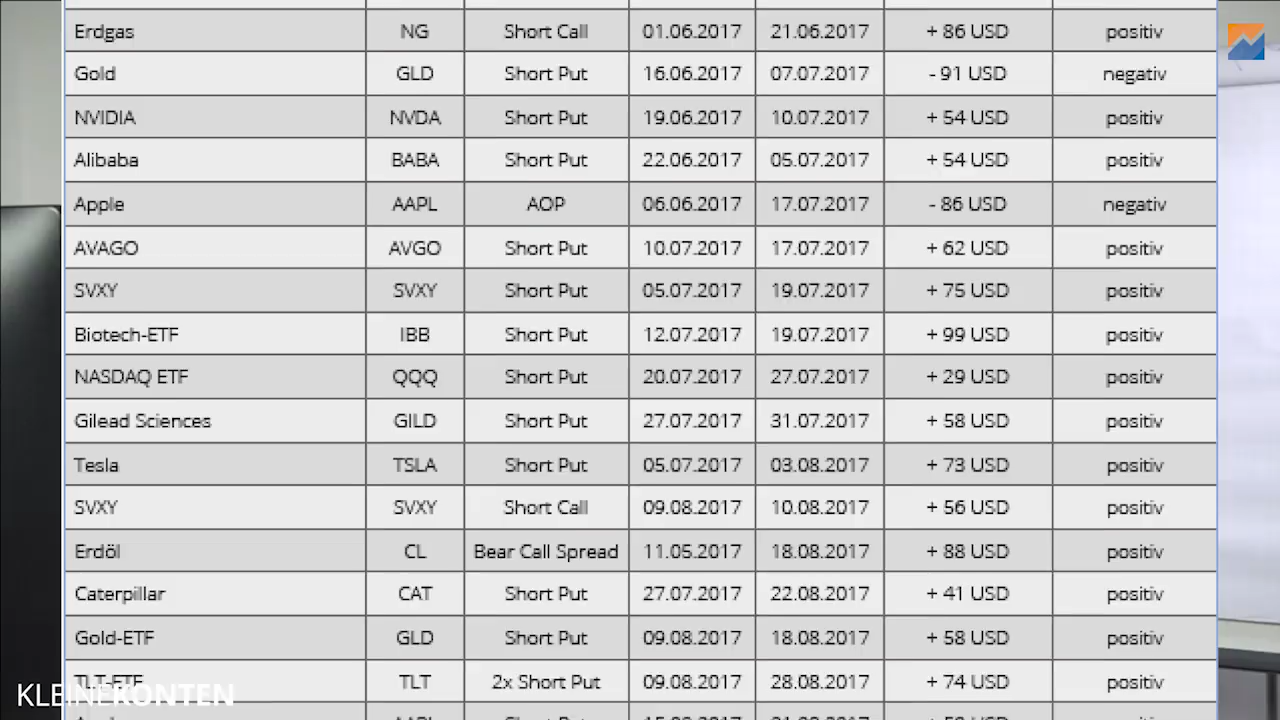 Erdgas NG Short Call 01.06.2017 21.06.2017 + 86 USD positiv
Gold GLD Short Put 16.06.2017 07.07.2017 - 91 USD negativ
NVIDIA NVDA Short Put 19.06.2017 10.07.2017 + 54 USD positiv
Alibaba BABA Short Put 22.06.2017 05.07.2017 + 54 USD positiv
Apple AAPL AOP 06.06.2017 17.07.2017 - 86 USD negativ
AVAGO AVGO Short Put 10.07.2017 17.07.2017 + 62 USD positiv
SVXY SVXY Short Put 05.07.2017 19.07.2017 + 75 USD positiv
Biotech-ETF IBB Short Put 12.07.2017 19.07.2017 + 99 USD positiv
NASDAQ ETF QQQ Short Put 20.07.2017 27.07.2017 + 29 USD positiv
Gilead Sciences GILD Short Put 27.07.2017 31.07.2017 + 58 USD positiv
Tesla TSLA Short Put 05.07.2017 03.08.2017 + 73 USD positiv
SVXY SVXY Short Call 09.08.2017 10.08.2017 + 56 USD positiv
Erdöl CL Bear Call Spread 11.05.2017 18.08.2017 + 88 USD positiv
Caterpillar CAT Short Put 27.07.2017 22.08.2017 + 41 USD positiv
Gold-ETF GLD Short Put 09.08.2017 18.08.2017 + 58 USD positiv
TLT-ETF TLT 2x Short Put 09.08.2017 28.08.2017 + 74 USD positiv
KLEINEKONTEN